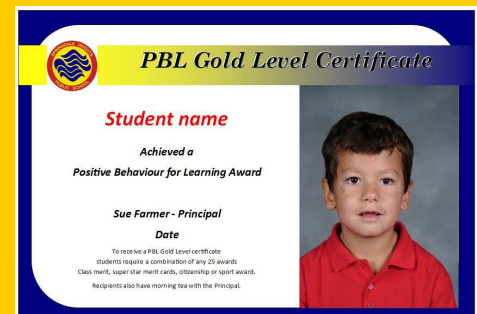 PBL Gold Level Certificate
PUBLIC SCHOOL
Student name
Achieved a
Positive Behaviour for Learning Award
Sue Farmer - Principal
Date
To receive a PBL Gold Level certificate
students require a combination of any 25 awards
Class merit, super star merit cards, citizenship or sport award.
Recipients also have morning tea with the Principal.